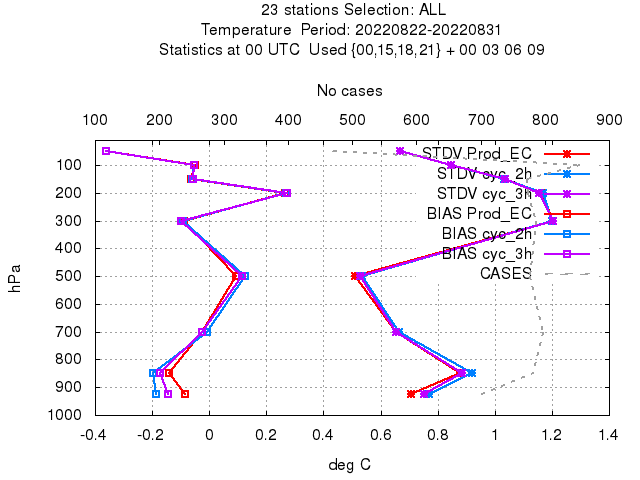 23 stations Selection: ALL
Temperature  Period: 20220822-20220831
Statistics at 00 UTC  Used {00,15,18,21} + 00 03 06 09
No cases
100 200 300 400 500 600 700 800 900
STDV Prod_EC
STDV cyc_2h
STDV cyc_3h
BIAS Prod_EC
BIAS cyc_2h
BIAS cyc_3h
CASES
hPa
100
200
300
400
500
600
700
800
900
1000
-0.4 -0.2 0 0.2 0.4 0.6 0.8 1 1.2 1.4
deg C